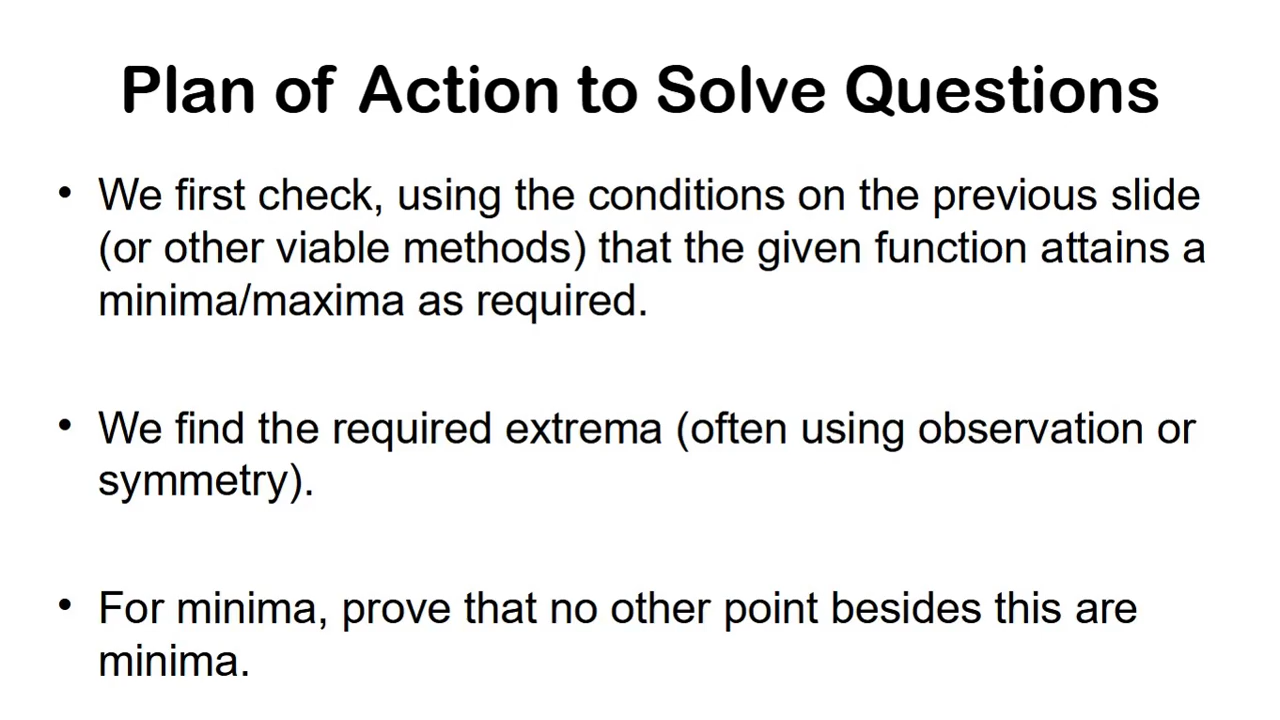 Plan of Action to Solve Questions
• We first check, using the conditions on the previous slide
(or other viable methods) that the given function attains a
minima/maxima as required.
• We find the required extrema (often using observation or
symmetry).
• For minima, prove that no other point besides this are
minima.